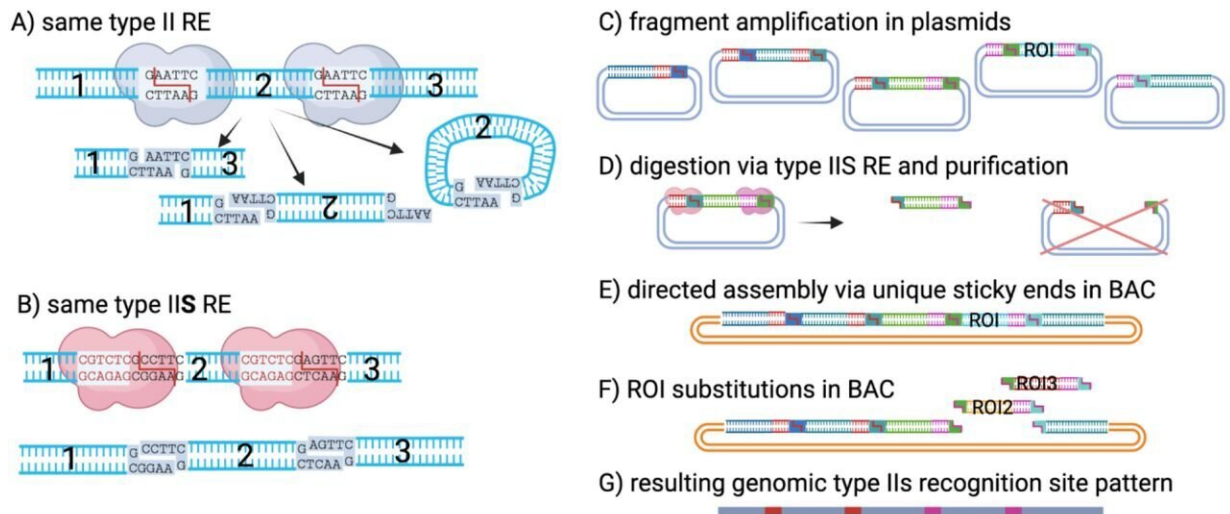 A) same type II RE
1 GAATTC 2 GAATTC 3
CTTAAG CTTAAG
2
1 G AATTC 3
CTTAA G
G AATTC
CTTAA G
1 G AATTC 2 G
CTTAA G CTTAA
B) same type IIS RE
1 CGTCTCGCCTTC 2 CGTCTCGAGTTC 3
GCAGAGCGGAAG GCAGAGCTCAAG
1 G CCTTC 2 G AGTTC 3
CGGAA G CTCAA G
C) fragment amplification in plasmids
ROI
D) digestion via type IIS RE and purification
E) directed assembly via unique sticky ends in BAC
ROI
F) ROI substitutions in BAC
ROI3
ROI2
G) resulting genomic type IIs recognition site pattern